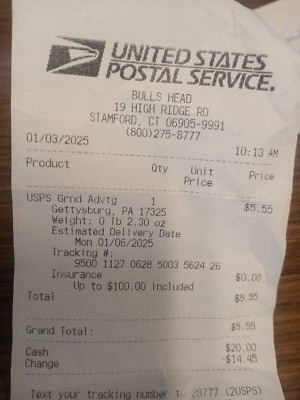 UNITED STATES
POSTAL SERVICE.
BULLS HEAD
19 HIGH RIDGE RD
STAMFORD, CT 06905-9991
(800)275-8777
01/03/2025 10:13 AM
Product Qty Unit Price
Price
USPS Grnd Advtg 1 $5.55
Gettysburg, PA 17325
Weight: 0 lb 2.30 oz
Estimated Delivery Date
Mon 01/06/2025
Tracking #:
9500 1127 0628 5003 5624 26
Insurance $0.00
Up to $100.00 included
Total $5.55
Grand Total: $5.55
Cash $20.00
Change -$14.45
Text your tracking number to 28777 (2USPS)